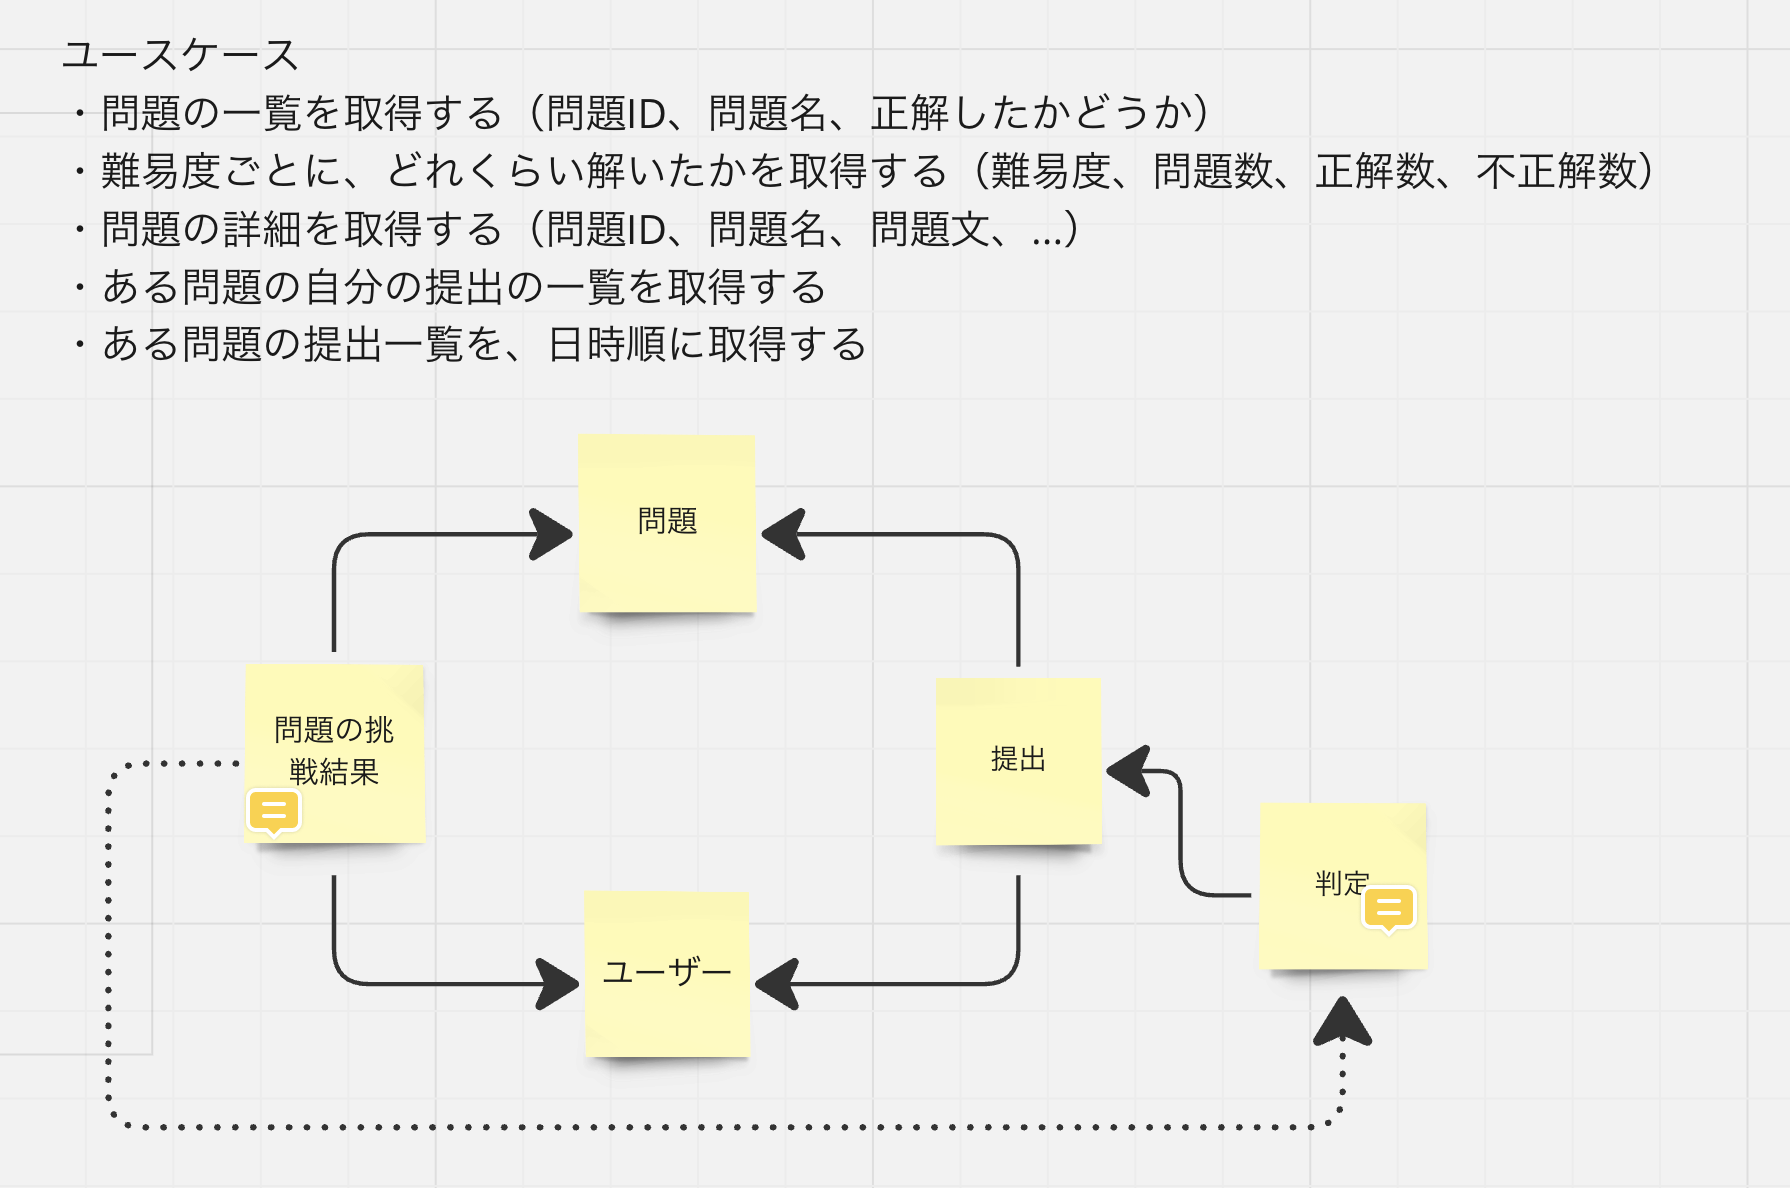 ユースケース
・問題の一覧を取得する（問題ID、問題名、正解したかどうか）
・難易度ごとに、どれくらい解いたかを取得する（難易度、問題数、正解数、不正解数）
・問題の詳細を取得する（問題ID、問題名、問題文、...）
・ある問題の自分の提出の一覧を取得する
・ある問題の提出一覧を、日時順に取得する
問題
問題の挑
戦結果
提出
判定
ユーザー